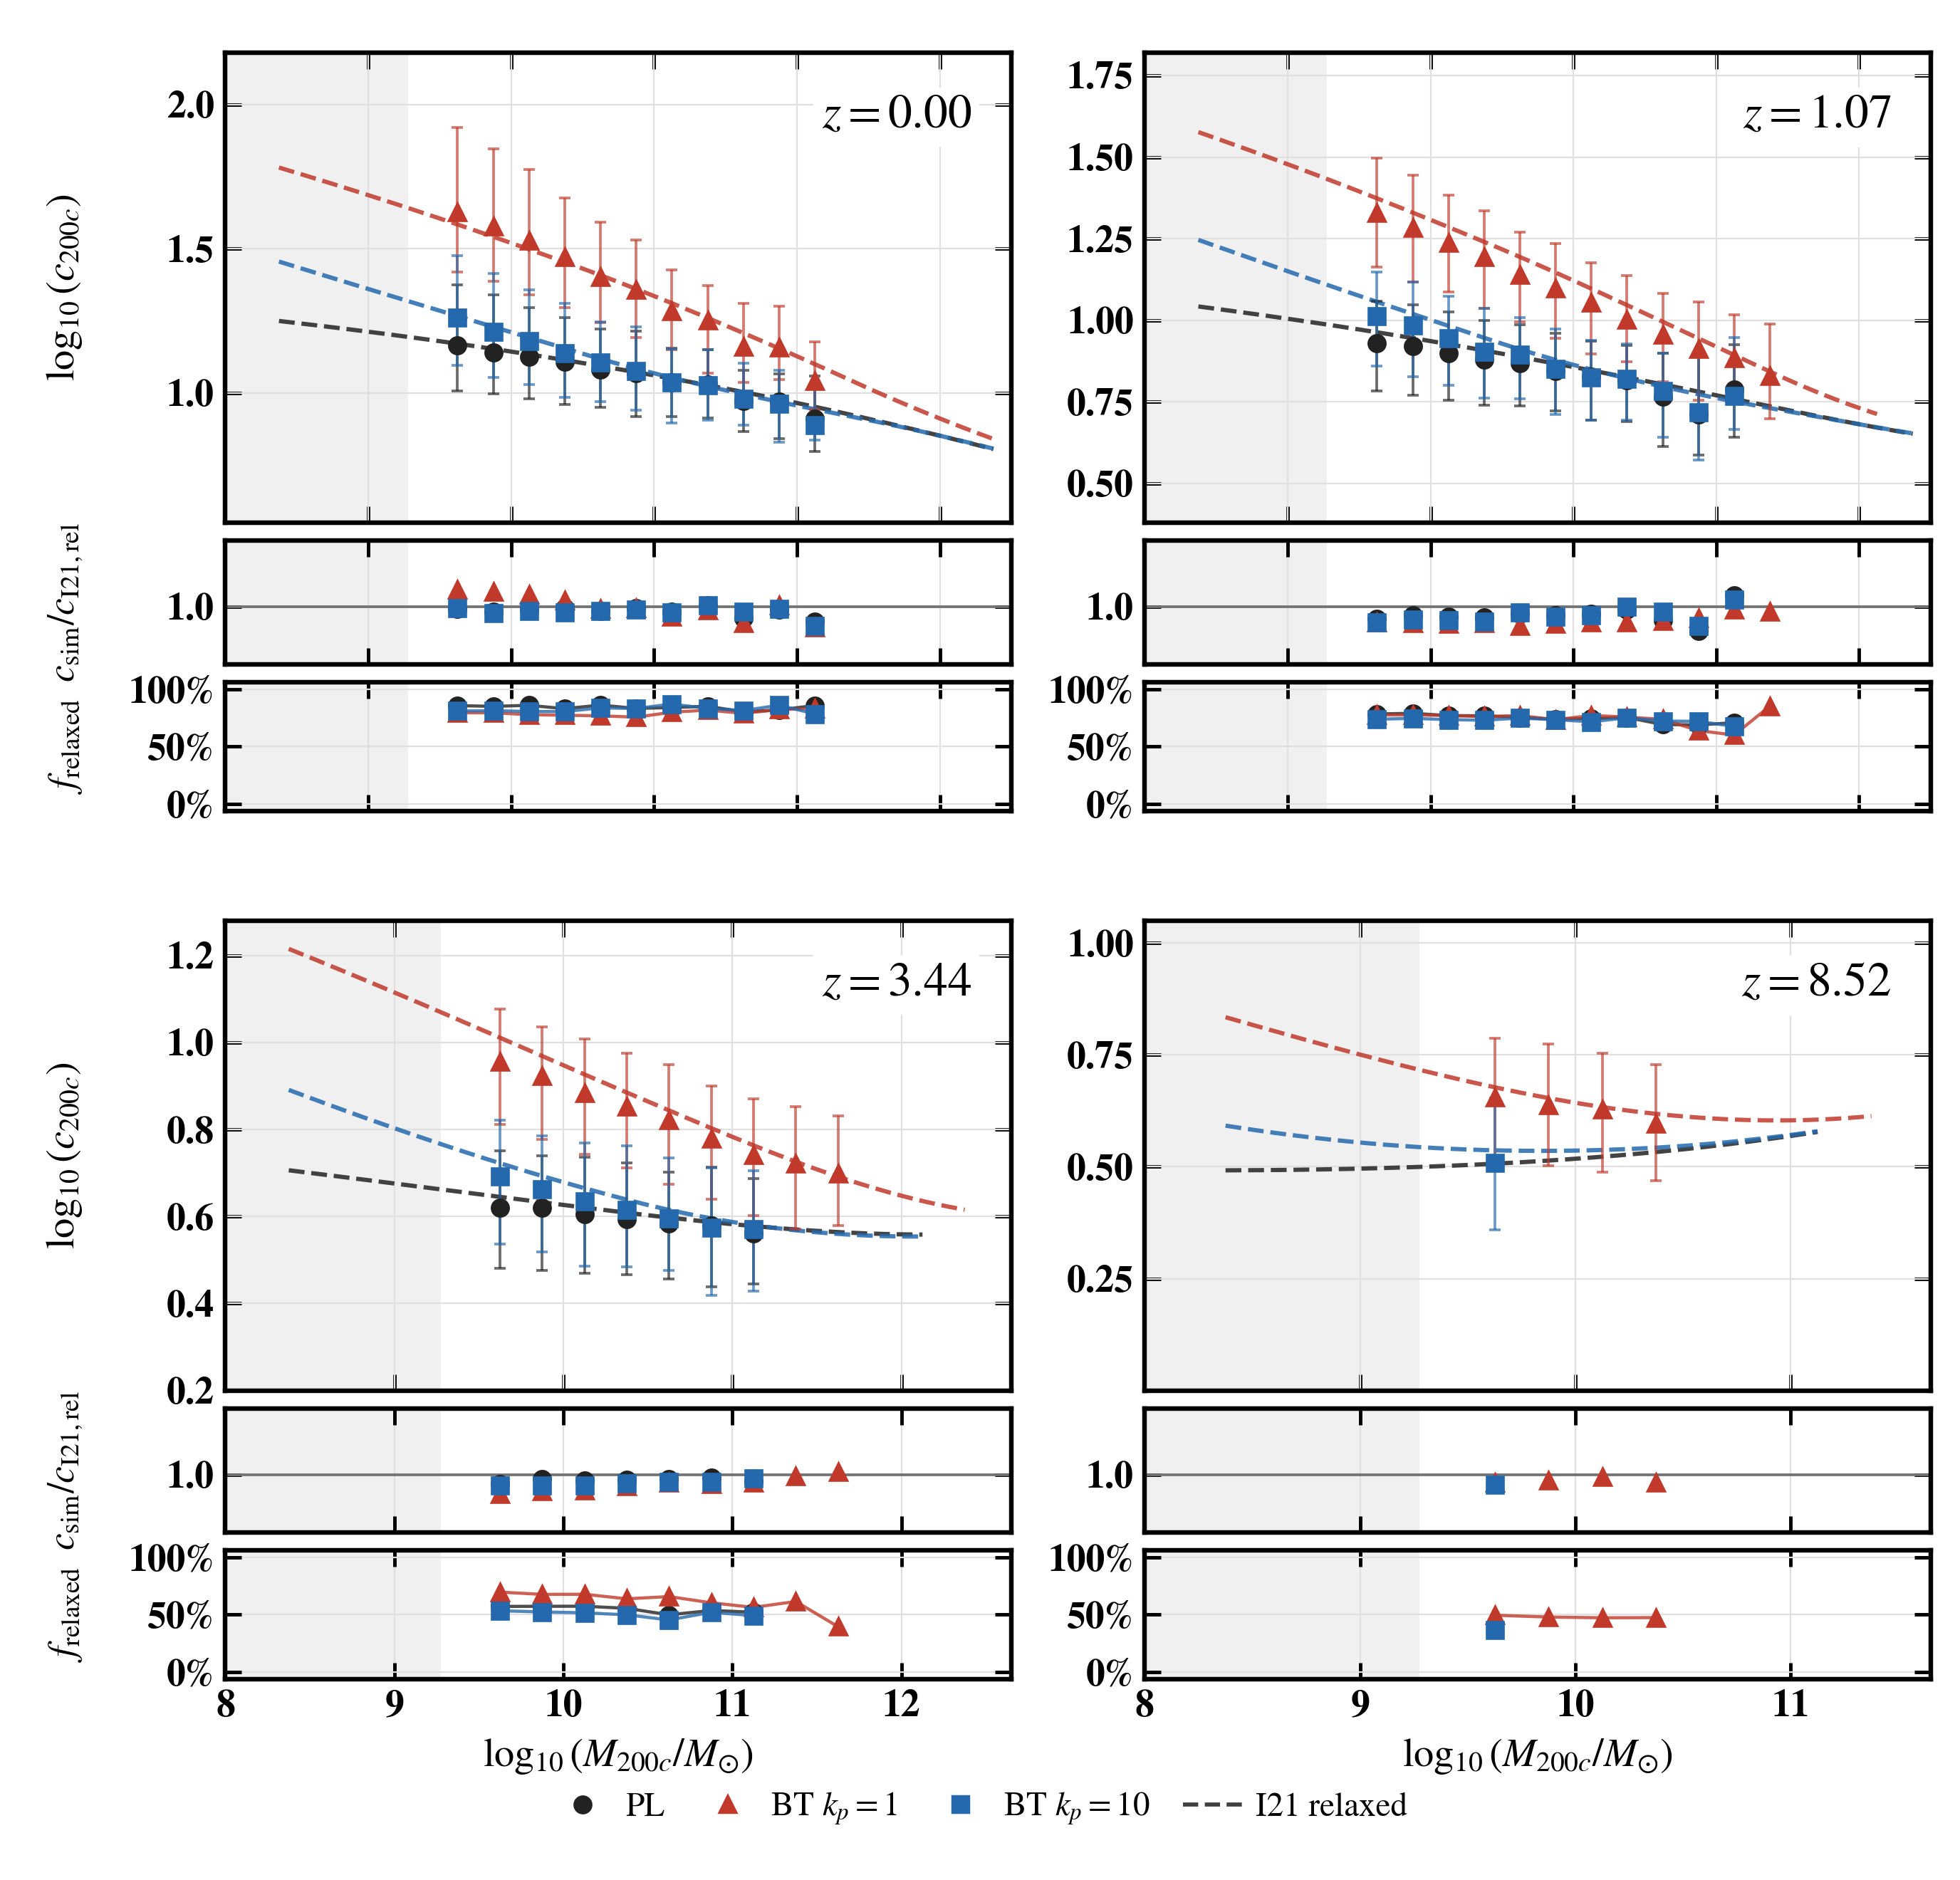 z = 0.00
2.0
1.5
1.0
log10 (c200c)
1.0
csim/cI21,rel
100%
50%
0%
frelaxed
z = 1.07
1.75
1.50
1.25
1.00
0.75
0.50
1.0
100%
50%
0%
z = 3.44
1.2
1.0
0.8
0.6
0.4
0.2
log10 (c200c)
1.0
csim/cI21,rel
100%
50%
0%
frelaxed
8 9 10 11 12
log10 (M200c/M⊙)
z = 8.52
1.00
0.75
0.50
0.25
1.0
100%
50%
0%
8 9 10 11
log10 (M200c/M⊙)
PL BT kp = 1 BT kp = 10 I21 relaxed